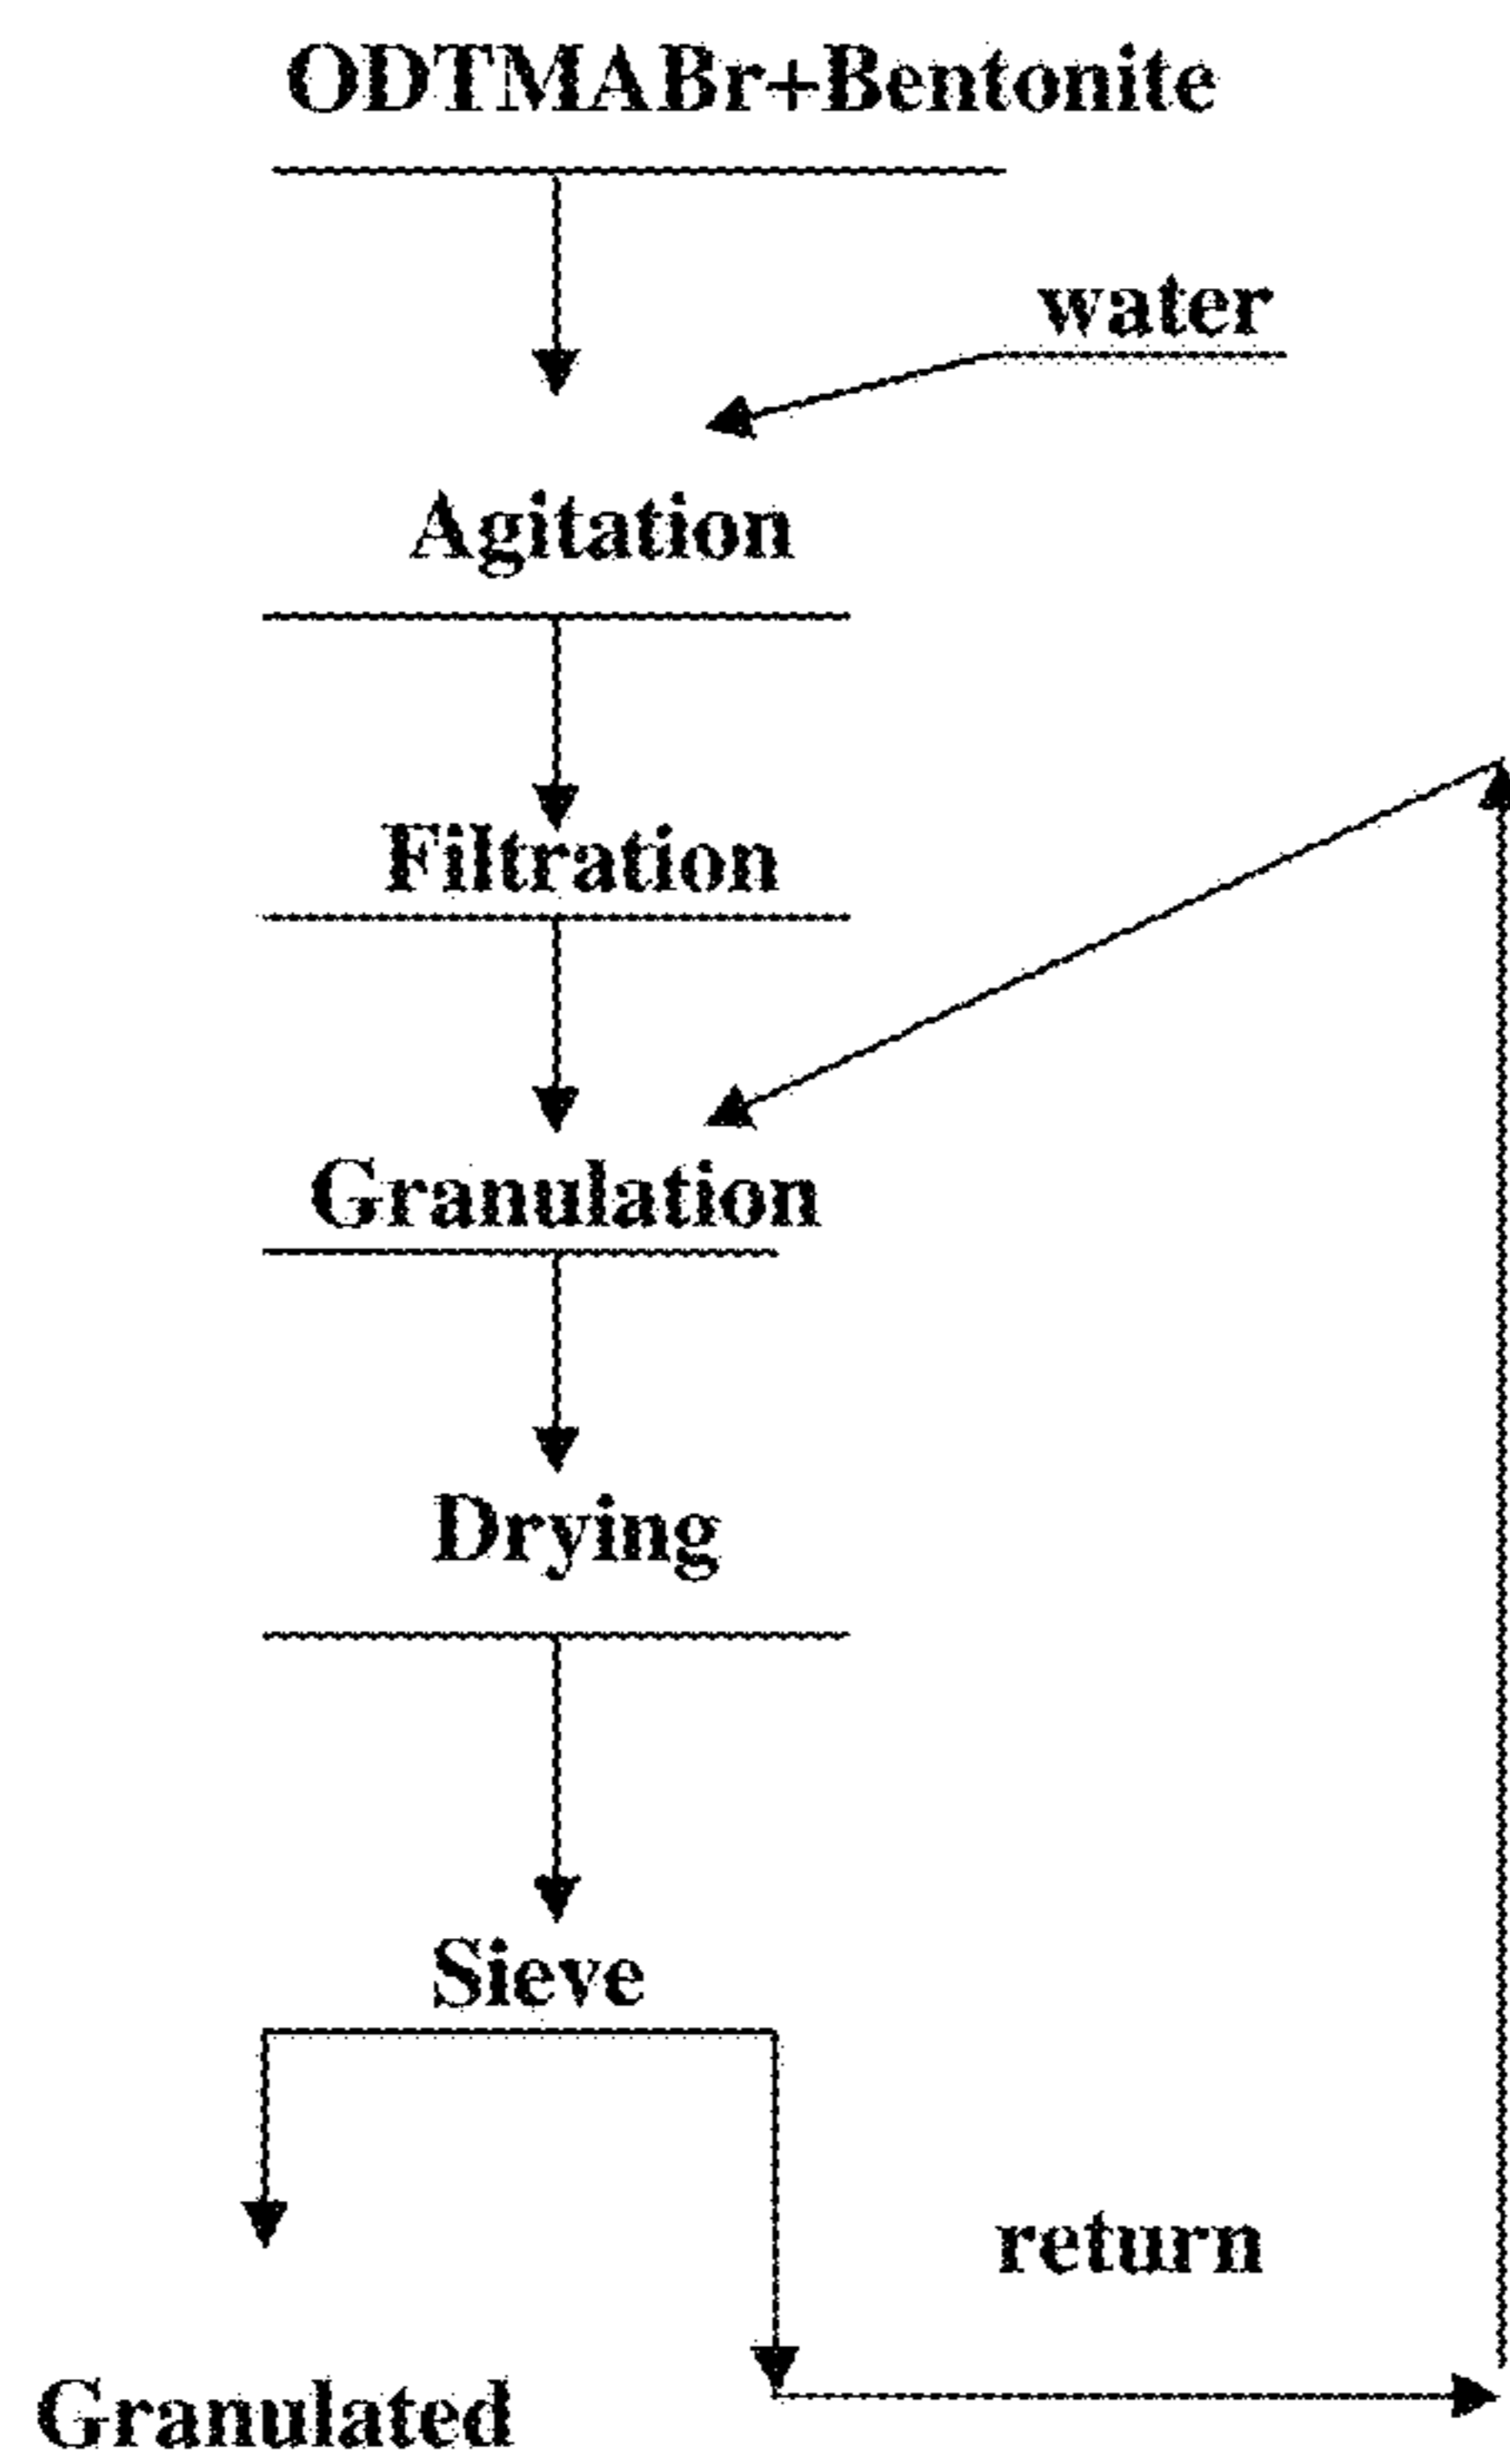 ODTMABr+Bentonite
water
Agitation
Filtration
Granulation
Drying
Sieve
return
Granulated